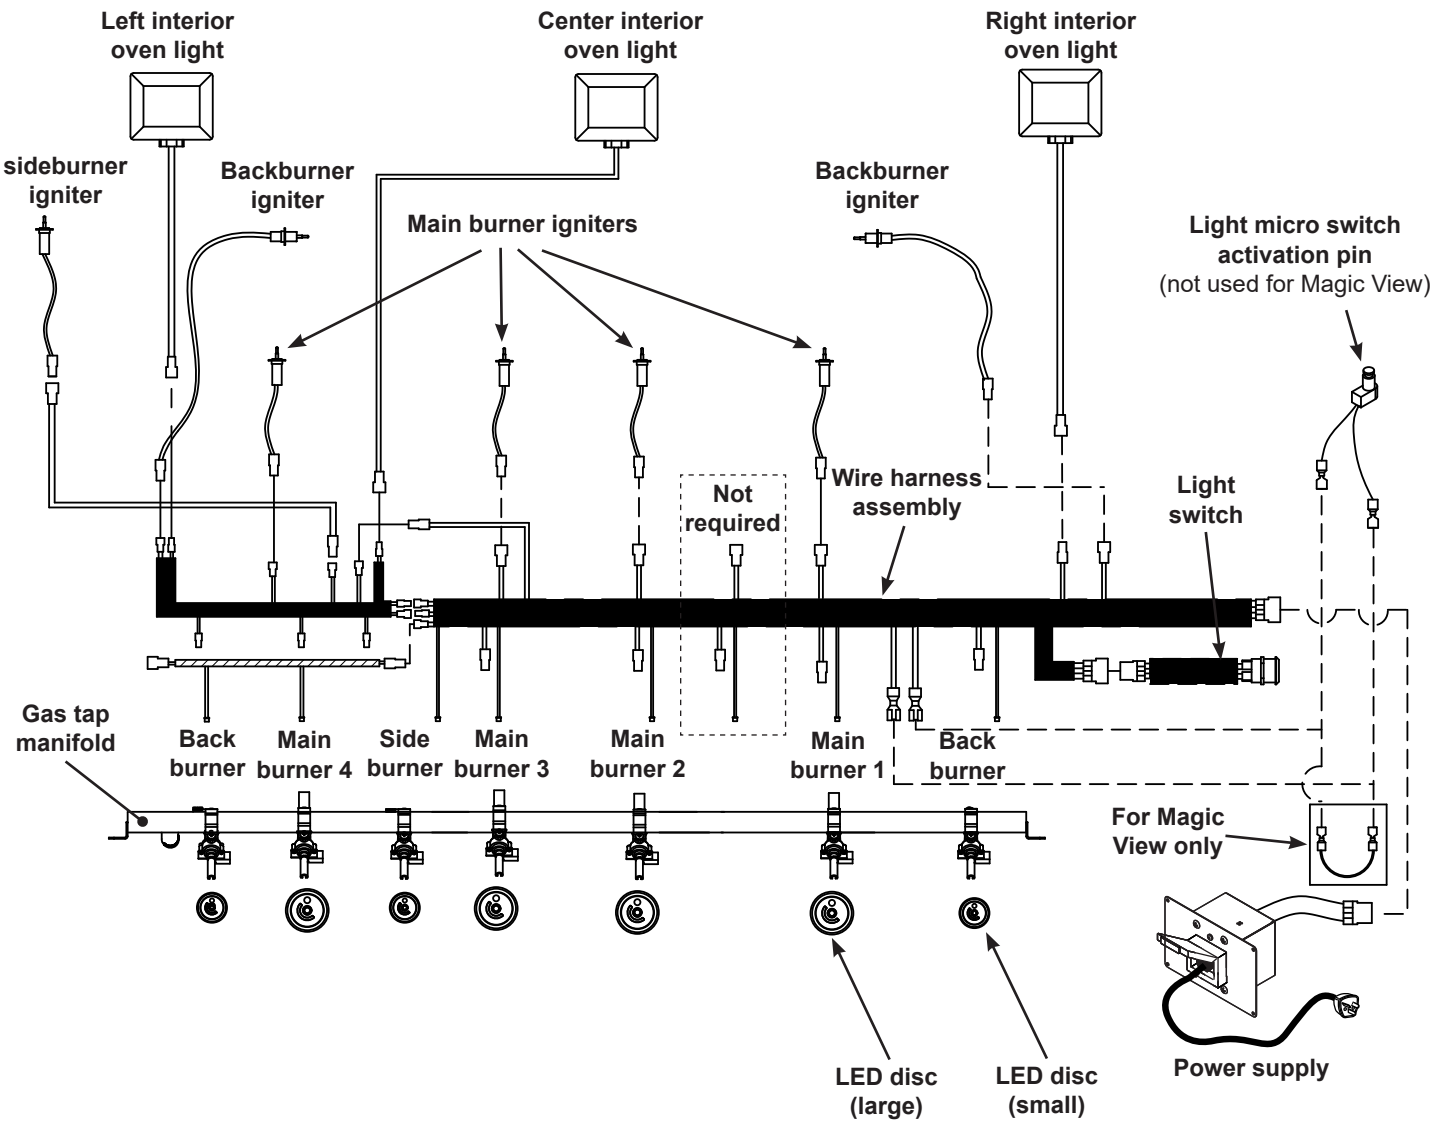 Left interior
oven light
Center interior
oven light
Right interior
oven light
sideburner
igniter
Backburner
igniter
Main burner igniters
Backburner
igniter
Light micro switch
activation pin
(not used for Magic View)
Not
required
Wire harness
assembly
Light
switch
Gas tap
manifold
Back
burner
Main
burner 4
Side
burner
Main
burner 3
Main
burner 2
Main
burner 1
Back
burner
For Magic
View only
LED disc
(large)
LED disc
(small)
Power supply